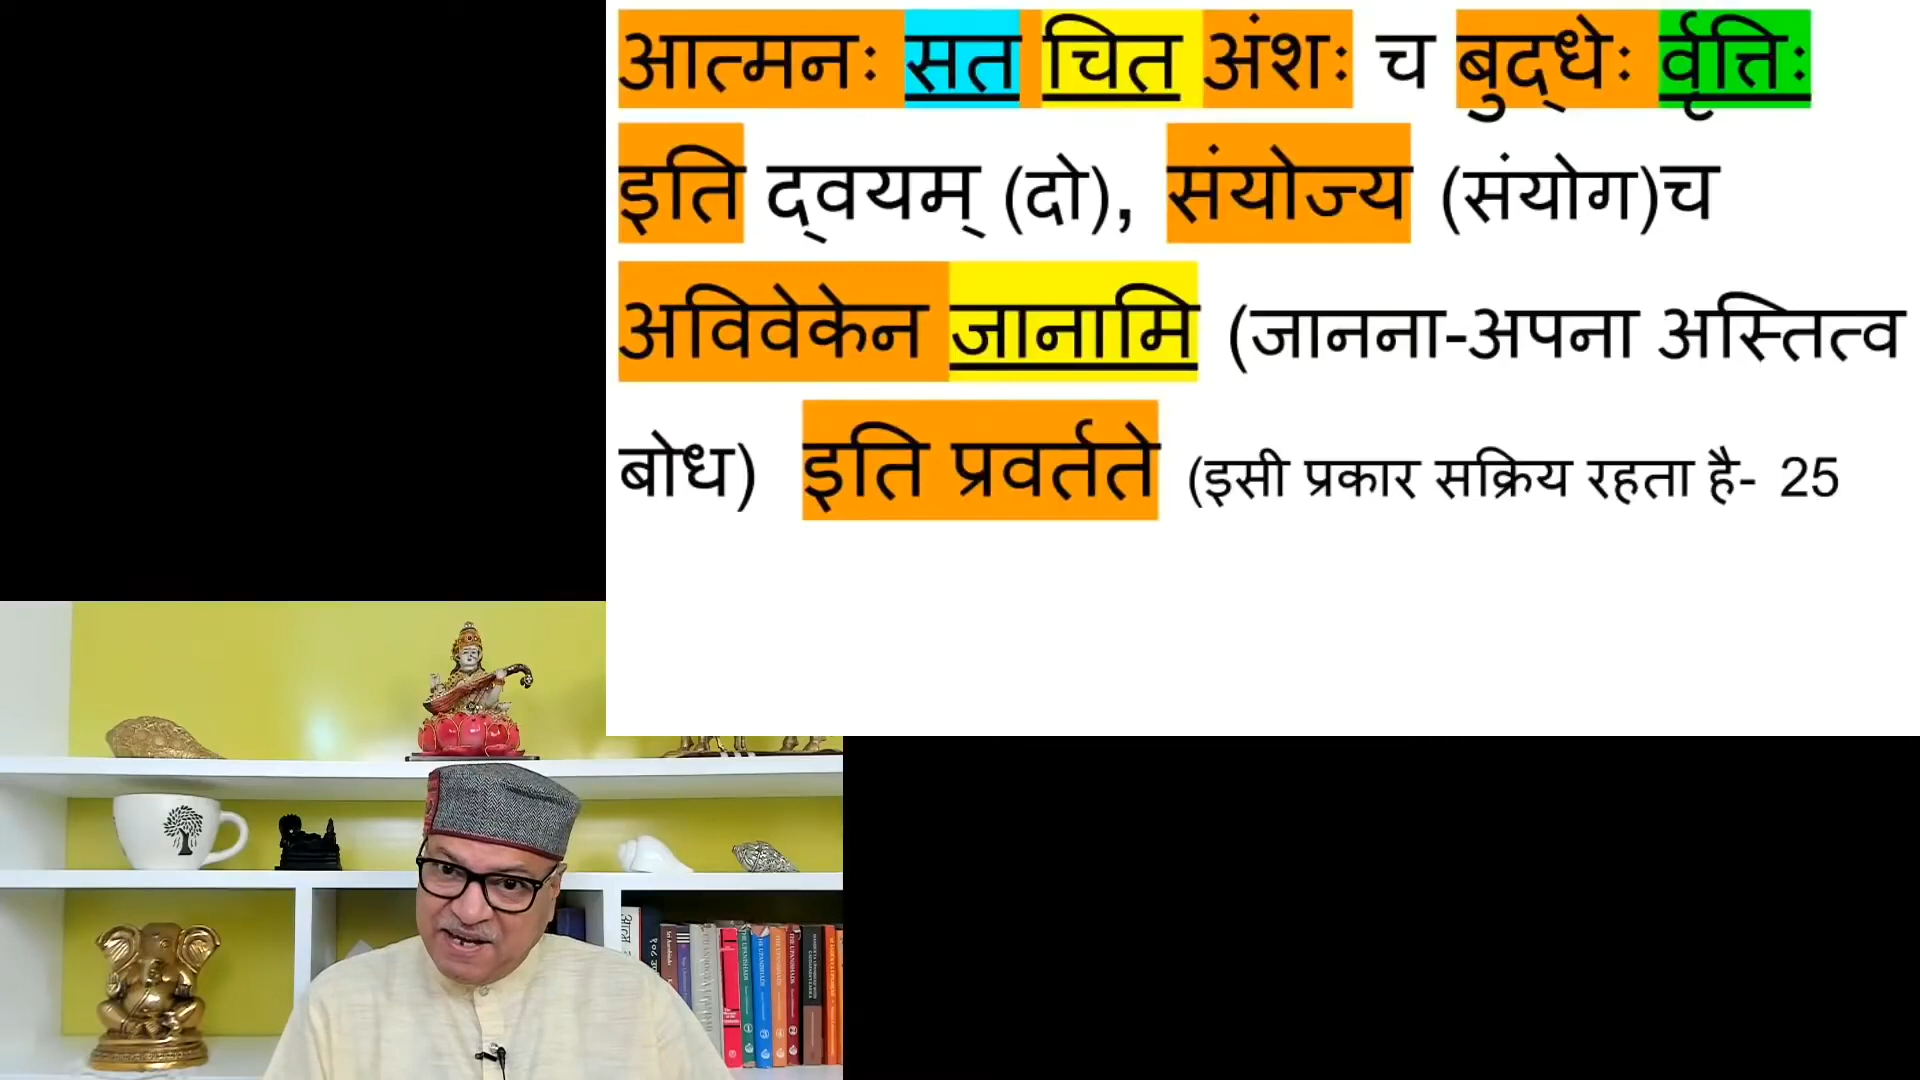 आत्मनः सत चित अंशः च बुद्धेः र्वृत्तिः
इति द्वयम् (दो), संयोज्य (संयोग)च
अविवेकेन जानामि (जानना-अपना अस्तित्व
बोध) इति प्रवर्तते (इसी प्रकार सक्रिय रहता है- 25